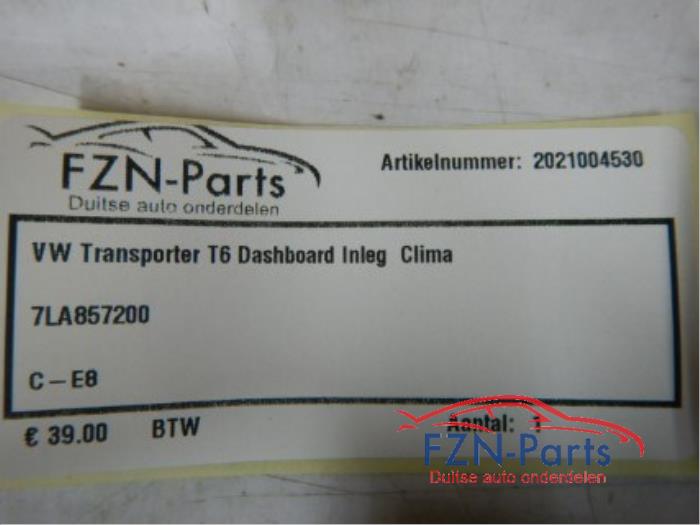 FZN-Parts
Duitse auto onderdelen
Artikelnummer: 2021004530
VW Transporter T6 Dashboard Inleg Clima
7LA857200
C-E8
€ 39.00 BTW Aantal: 1
FZN-Parts
Duitse auto onderdelen